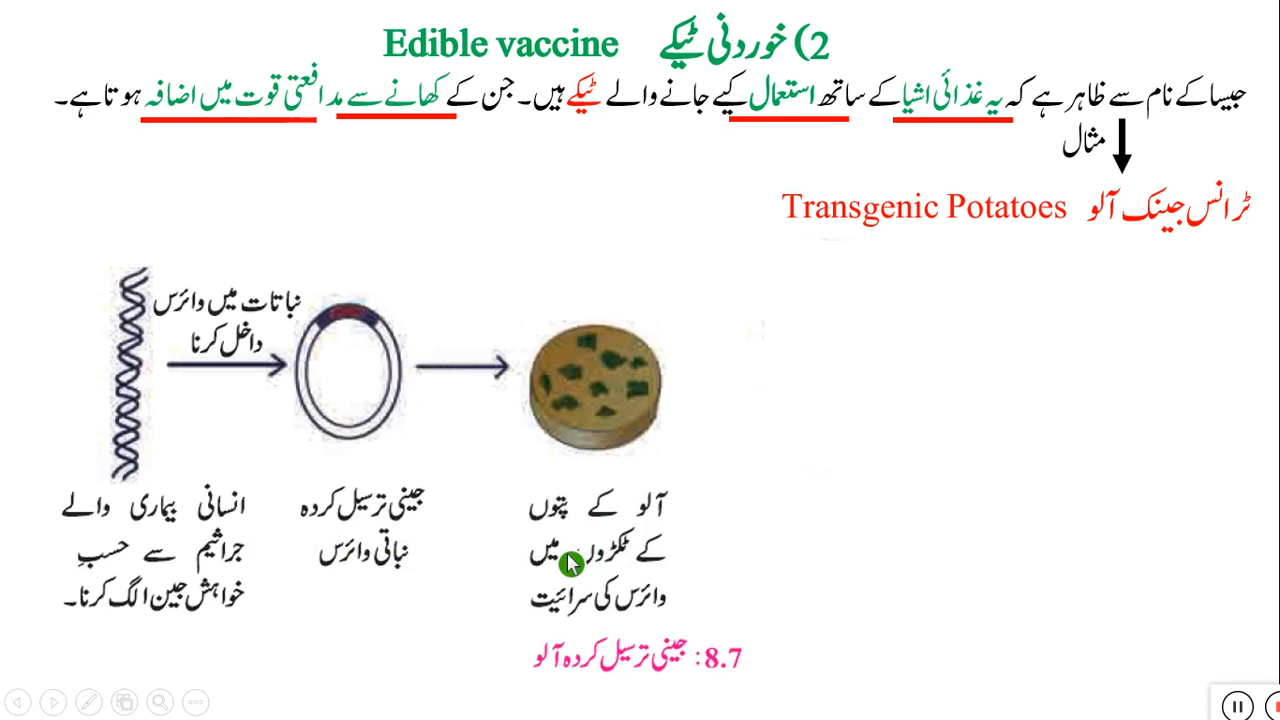 2) خوردنی ٹیکے Edible vaccine
جیسا کے نام سے ظاہر ہے کہ یہ غذائی اشیا کے ساتھ استعمال کیے جانے والے ٹیکے ہیں۔ جن کے کھانے سے مدافعتی قوت میں اضافہ ہوتا ہے۔
مثال
ٹرانس جینک آلو Transgenic Potatoes
نباتات میں وائرس
داخل کرنا
انسانی بیماری والے
جراثیم سے حسبِ
خواہش جین الگ کرنا۔
جینی ترسیل کردہ
نباتی وائرس
آلو کے پتوں
کے ٹکڑوں میں
وائرس کی سرائیت
8.7: جینی ترسیل کردہ آلو